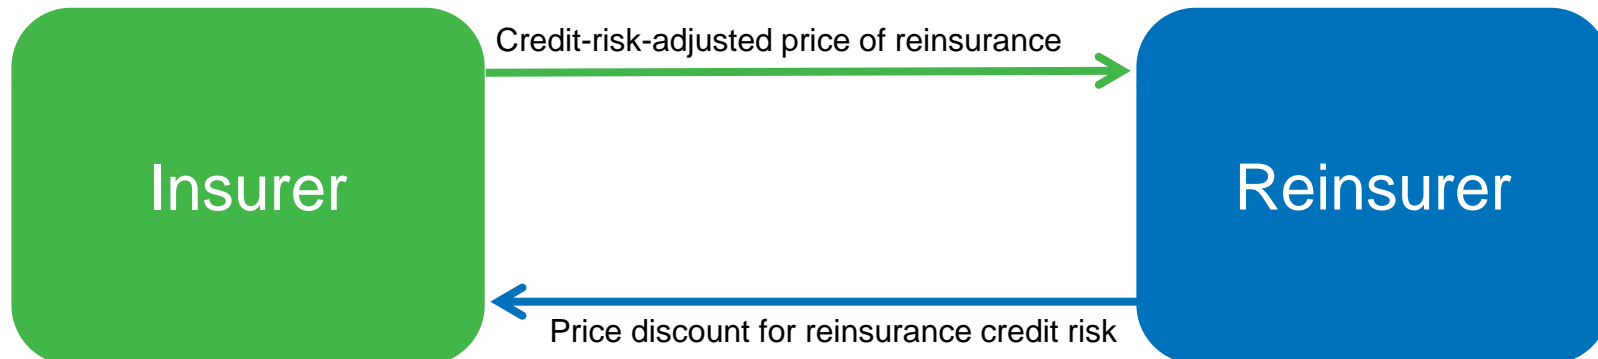 Credit-risk-adjusted price of reinsurance
Insurer
Reinsurer
Price discount for reinsurance credit risk